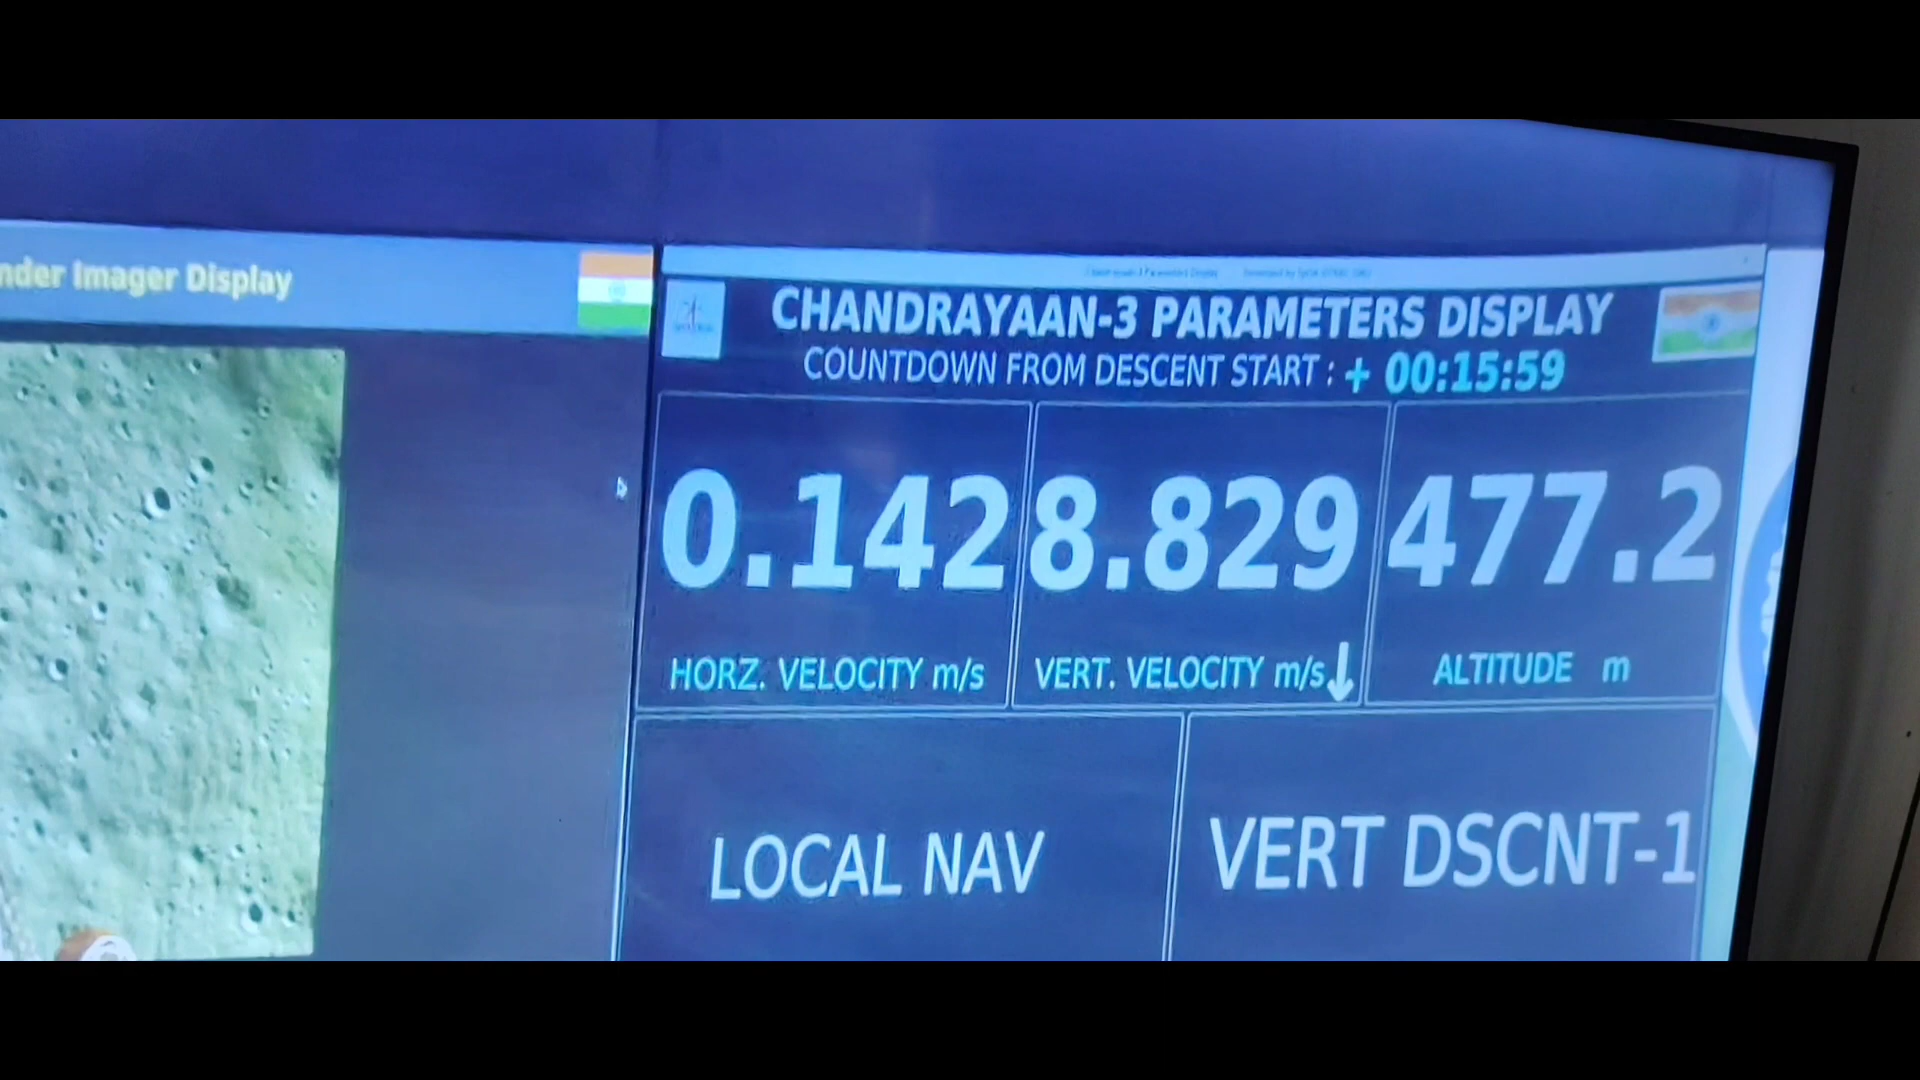 nder Imager Display
CHANDRAYAAN-3 PARAMETERS DISPLAY
COUNTDOWN FROM DESCENT START : + 00:15:59
0.142 8.829 477.2
HORZ. VELOCITY m/s VERT. VELOCITY m/s↓ ALTITUDE m
LOCAL NAV VERT DSCNT-1